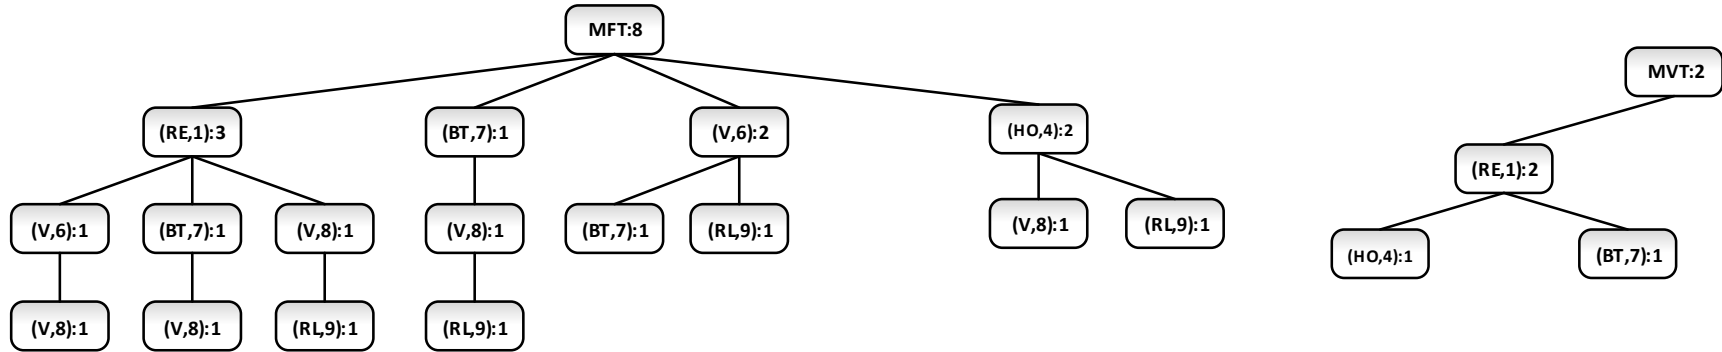 MFT:8
MVT:2
(RE,1):3
(BT,7):1
(V,6):2
(HO,4):2
(RE,1):2
(V,6):1
(BT,7):1
(V,8):1
(V,8):1
(BT,7):1
(RL,9):1
(V,8):1
(RL,9):1
(HO,4):1
(BT,7):1
(V,8):1
(V,8):1
(RL,9):1
(RL,9):1